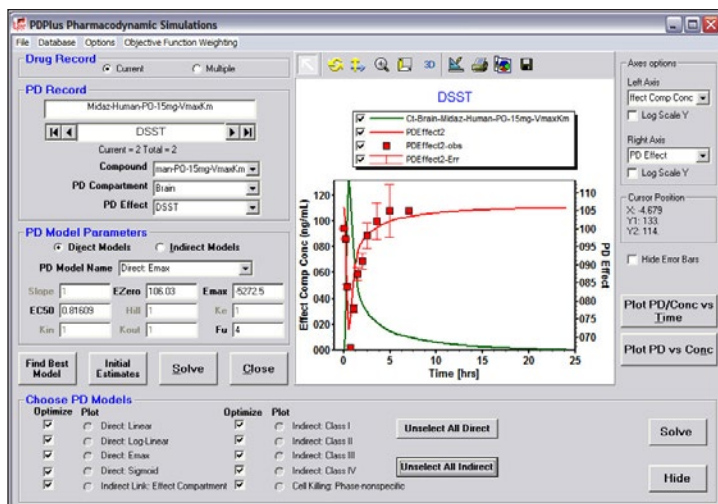 PDPlus Pharmacodynamic Simulations
File Database Options Objective Function Weighting
Drug Record
Current Multiple
PD Record
Midaz-Human-PO-15mg-VmaxKm
DSST
Current = 2 Total = 2
Compound man-PO-15mg-VmaxKm
PD Compartment Brain
PD Effect DSST
PD Model Parameters
Direct Models Indirect Models
PD Model Name Direct: Emax
Slope 1 EZero 106.03 Emax -5272.5
EC50 0.81609 Hill 1 Ke 1
Kin 1 Kout 1 Fu 4
Find Best Model
Initial Estimates
Solve
Close
3D
DSST
Ct-Brain-Midaz-Human-PO-15mg-VmaxKm
PDEffect2
PDEffect2-obs
PDEffect2-Err
Effect Comp Conc (ng/mL)
120
100
080
060
040
020
000
0 5 10 15 20 25
Time [hrs]
110
105
100
095
090
085
080
075
070
PD Effect
Axes options
Left Axis
ffect Comp Conc
Log Scale Y
Right Axis
PD Effect
Log Scale Y
Cursor Position
X: -4.679
Y1: 133.
Y2: 114.
Hide Error Bars
Plot PD/Conc vs Time
Plot PD vs Conc
Choose PD Models
Optimize Plot Optimize Plot
Direct: Linear Indirect: Class I
Direct: Log-Linear Indirect: Class II
Direct: Emax Indirect: Class III
Direct: Sigmoid Indirect: Class IV
Indirect Link: Effect Compartment Cell Killing: Phase-nonspecific
Unselect All Direct
Unselect All Indirect
Solve
Hide